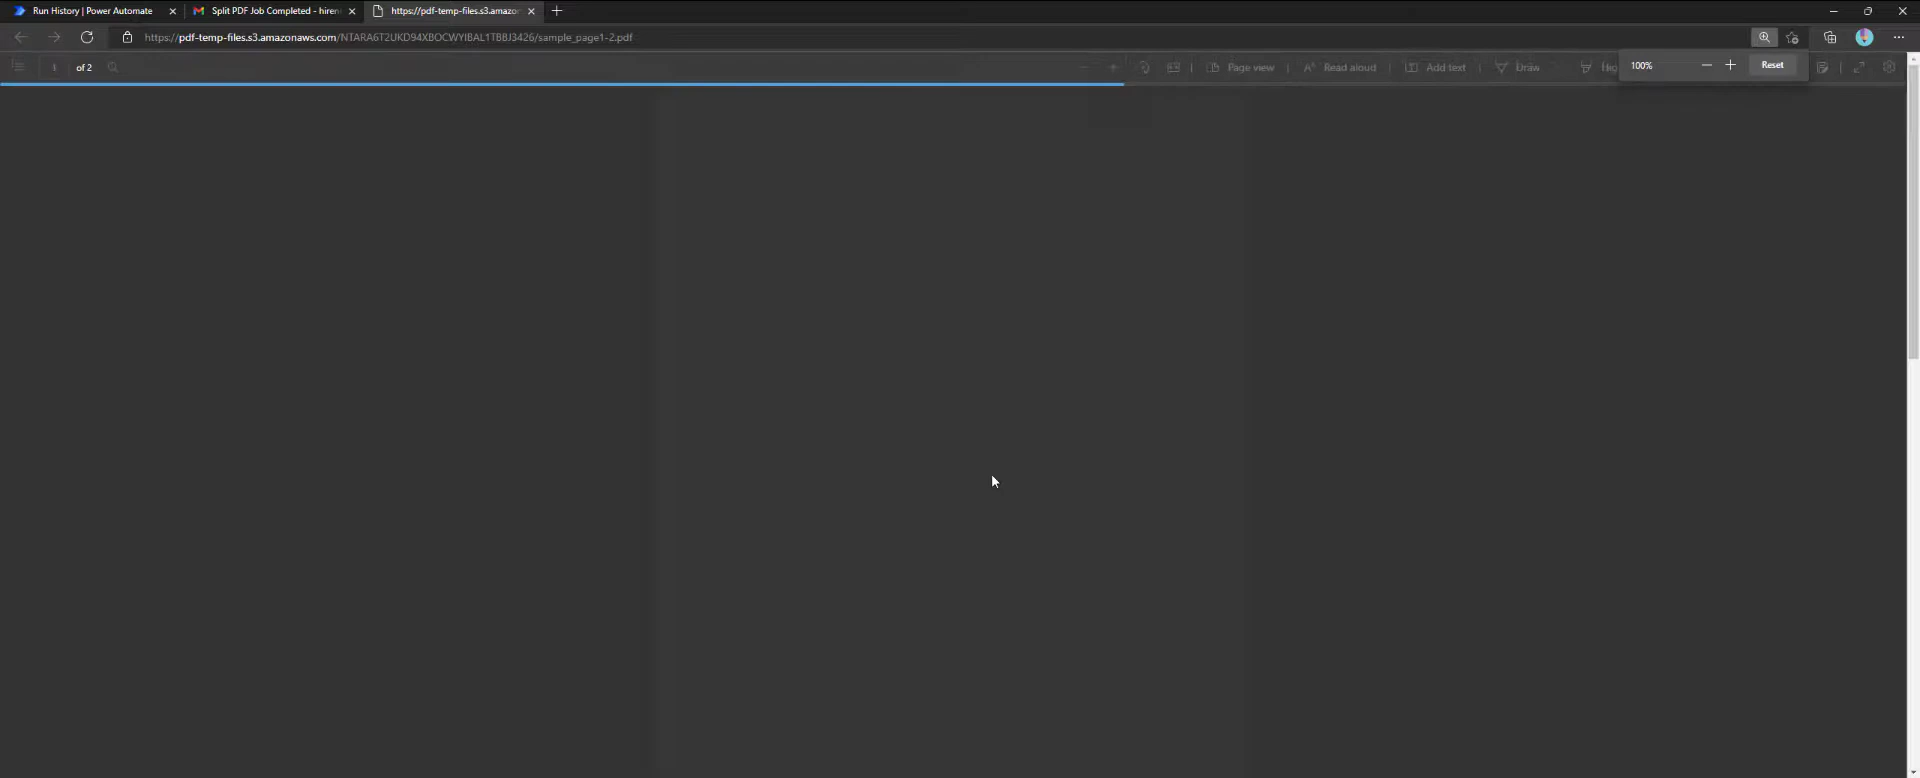 Run History | Power Automate
Split PDF Job Completed - hiren
https://pdf-temp-files.s3.amazon
https://pdf-temp-files.s3.amazonaws.com/NTARA6T2UKD94XBOCWYIBAL1TBBJ3426/sample_page1-2.pdf
1 of 2
Page view
Read aloud
Add text
Draw
100%
Reset